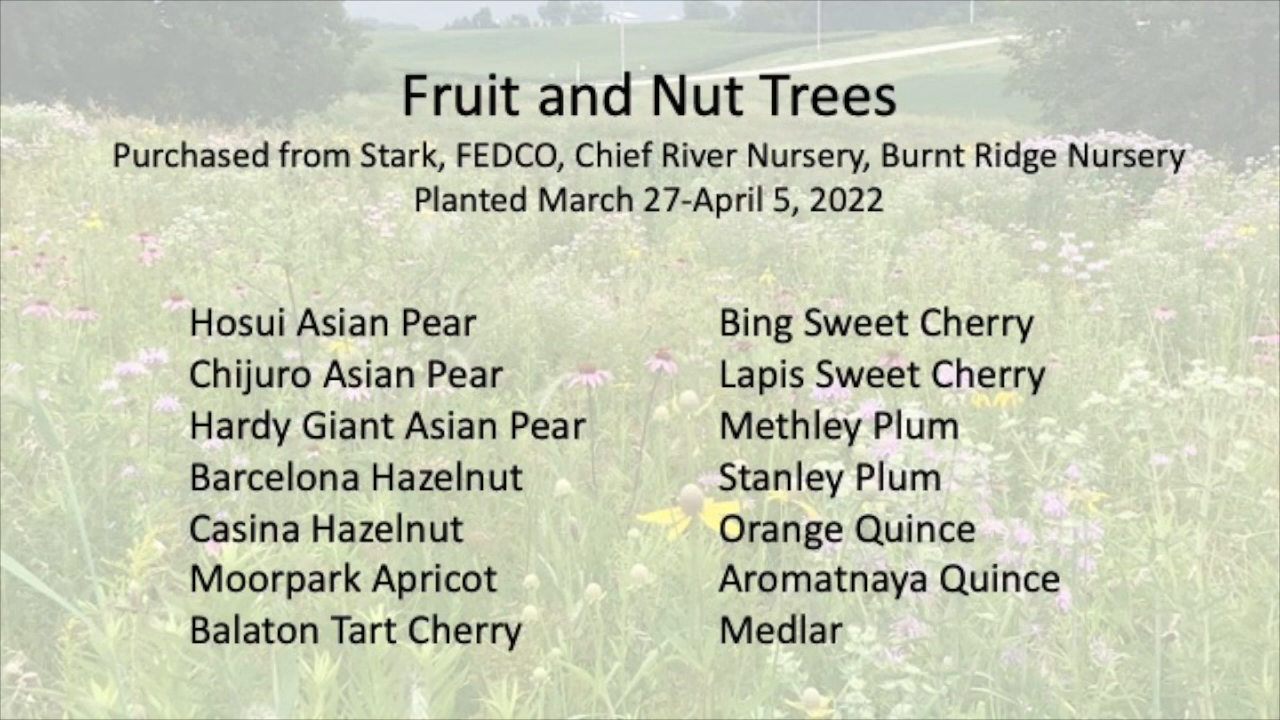 Fruit and Nut Trees
Purchased from Stark, FEDCO, Chief River Nursery, Burnt Ridge Nursery
Planted March 27-April 5, 2022
Hosui Asian Pear
Chijuro Asian Pear
Hardy Giant Asian Pear
Barcelona Hazelnut
Casina Hazelnut
Moorpark Apricot
Balaton Tart Cherry
Bing Sweet Cherry
Lapis Sweet Cherry
Methley Plum
Stanley Plum
Orange Quince
Aromatnaya Quince
Medlar